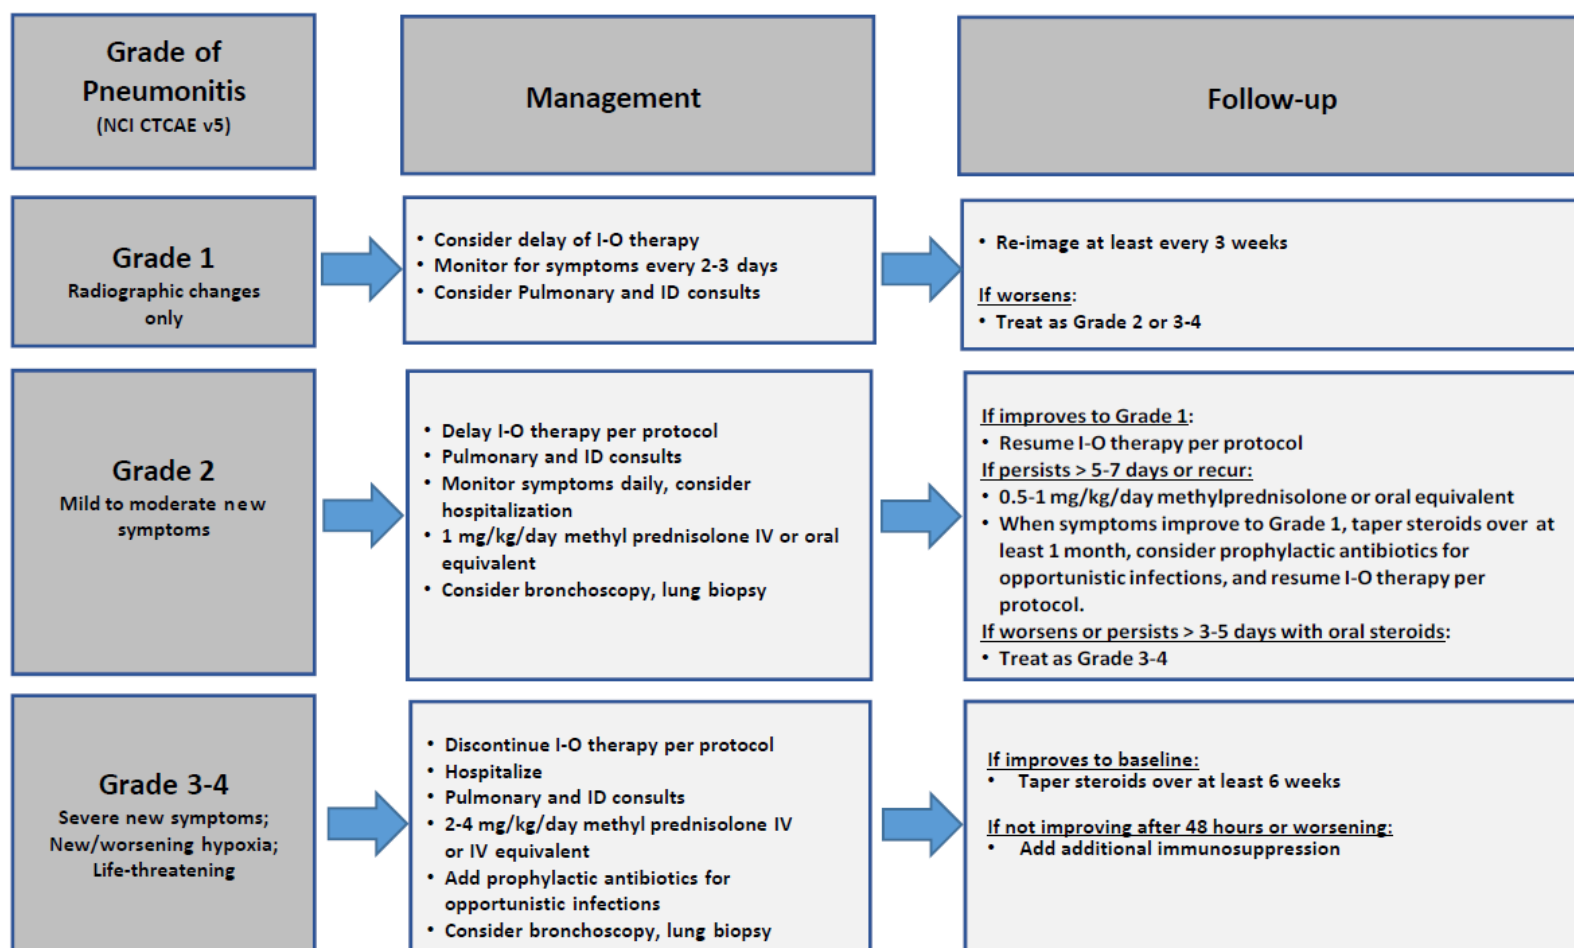 Grade of
Pneumonitis
(NCI CTCAE v5)
Management
Follow-up
Grade 1
Radiographic changes
only
• Consider delay of I-O therapy
• Monitor for symptoms every 2-3 days
• Consider Pulmonary and ID consults
• Re-image at least every 3 weeks
If worsens:
• Treat as Grade 2 or 3-4
Grade 2
Mild to moderate new
symptoms
• Delay I-O therapy per protocol
• Pulmonary and ID consults
• Monitor symptoms daily, consider
hospitalization
• 1 mg/kg/day methyl prednisolone IV or oral
equivalent
• Consider bronchoscopy, lung biopsy
If improves to Grade 1:
• Resume I-O therapy per protocol
If persists > 5-7 days or recur:
• 0.5-1 mg/kg/day methylprednisolone or oral equivalent
• When symptoms improve to Grade 1, taper steroids over at
least 1 month, consider prophylactic antibiotics for
opportunistic infections, and resume I-O therapy per
protocol.
If worsens or persists > 3-5 days with oral steroids:
• Treat as Grade 3-4
Grade 3-4
Severe new symptoms;
New/worsening hypoxia;
Life-threatening
• Discontinue I-O therapy per protocol
• Hospitalize
• Pulmonary and ID consults
• 2-4 mg/kg/day methyl prednisolone IV
or IV equivalent
• Add prophylactic antibiotics for
opportunistic infections
• Consider bronchoscopy, lung biopsy
If improves to baseline:
• Taper steroids over at least 6 weeks
If not improving after 48 hours or worsening:
• Add additional immunosuppression